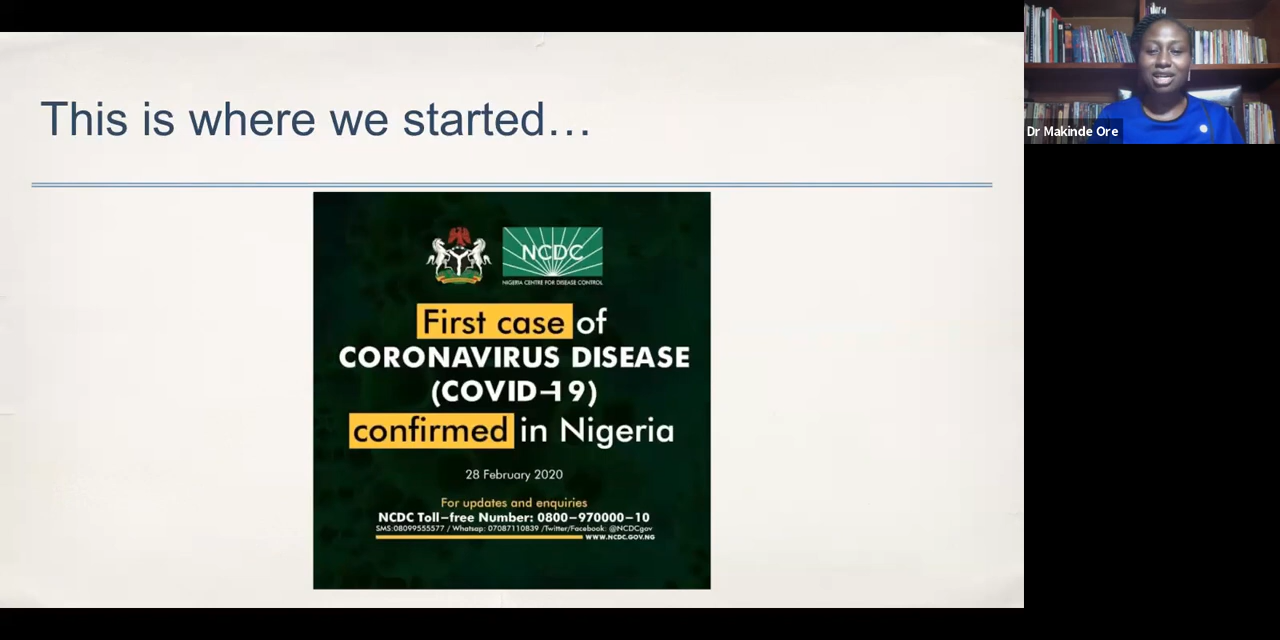 This is where we started...
NCDC
NIGERIA CENTRE FOR DISEASE CONTROL
First case of
CORONAVIRUS DISEASE
(COVID-19)
confirmed in Nigeria
28 February 2020
For updates and enquiries
NCDC Toll-free Number: 0800-970000-10
SMS:08099555577 / Whatsap: 07087110839 /Twitter/Facebook: @NCDCgov
WWW.NCDC.GOV.NG
Dr Makinde Ore